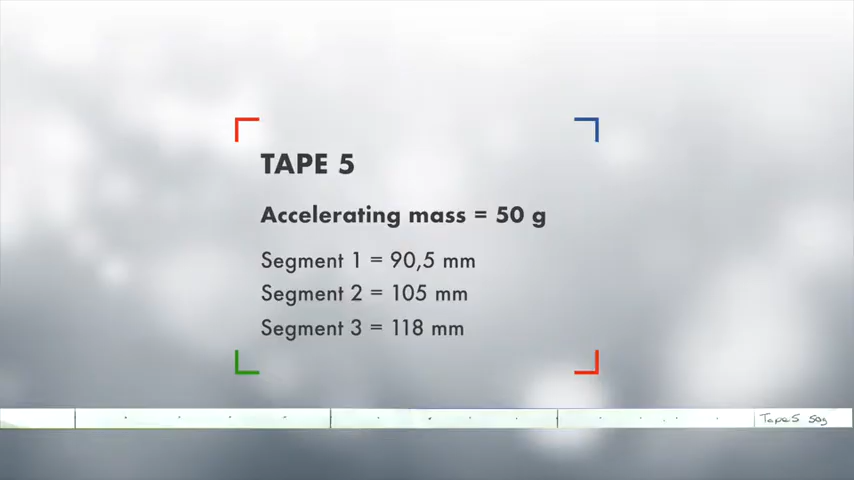 TAPE 5
Accelerating mass = 50 g
Segment 1 = 90,5 mm
Segment 2 = 105 mm
Segment 3 = 118 mm
Tape 5 50g